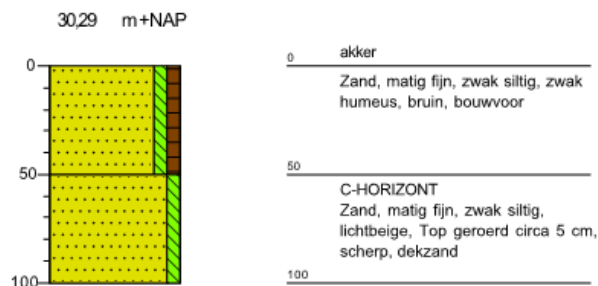 30,29 m+NAP
0
50
100
0 akker
Zand, matig fijn, zwak siltig, zwak
humeus, bruin, bouwvoor
50
C-HORIZONT
Zand, matig fijn, zwak siltig,
lichtbeige, Top geroerd circa 5 cm,
scherp, dekzand
100